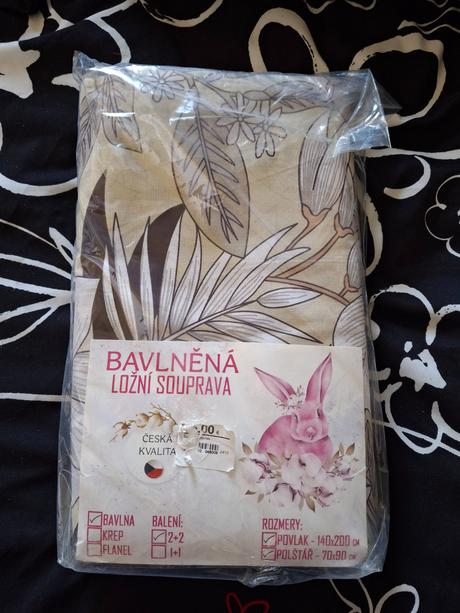 BAVLNĚNÁ
LOŽNÍ SOUPRAVA
ČESKÁ
KVALITA
BAVLNA
KREP
FLANEL
BALENÍ:
2+2
1+1
ROZMERY:
POVLAK - 140x200 CM
POLŠTÁŘ - 70x90 CM